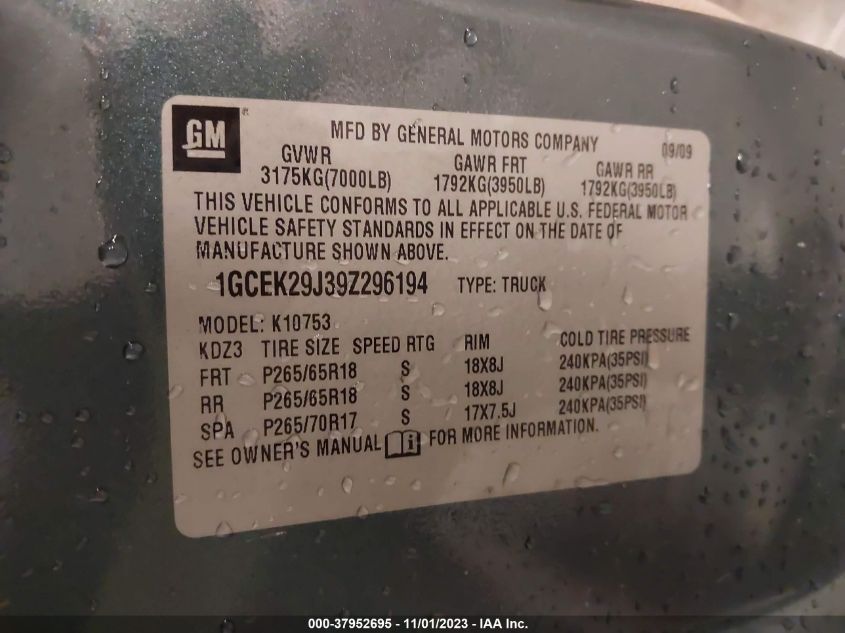 GM®
MFD BY GENERAL MOTORS COMPANY 09/09
GVWR GAWR FRT GAWR RR
3175KG(7000LB) 1792KG(3950LB) 1792KG(3950LB)
THIS VEHICLE CONFORMS TO ALL APPLICABLE U.S. FEDERAL MOTOR
VEHICLE SAFETY STANDARDS IN EFFECT ON THE DATE OF
MANUFACTURE SHOWN ABOVE.
1GCEK29J39Z296194 TYPE: TRUCK
MODEL: K10753
KDZ3 TIRE SIZE SPEED RTG RIM COLD TIRE PRESSURE
FRT P265/65R18 S 18X8J 240KPA(35PSI)
RR P265/65R18 S 18X8J 240KPA(35PSI)
SPA P265/70R17 S 17X7.5J 240KPA(35PSI)
SEE OWNER'S MANUAL i FOR MORE INFORMATION.
000-37952695 - 11/01/2023 - IAA Inc.